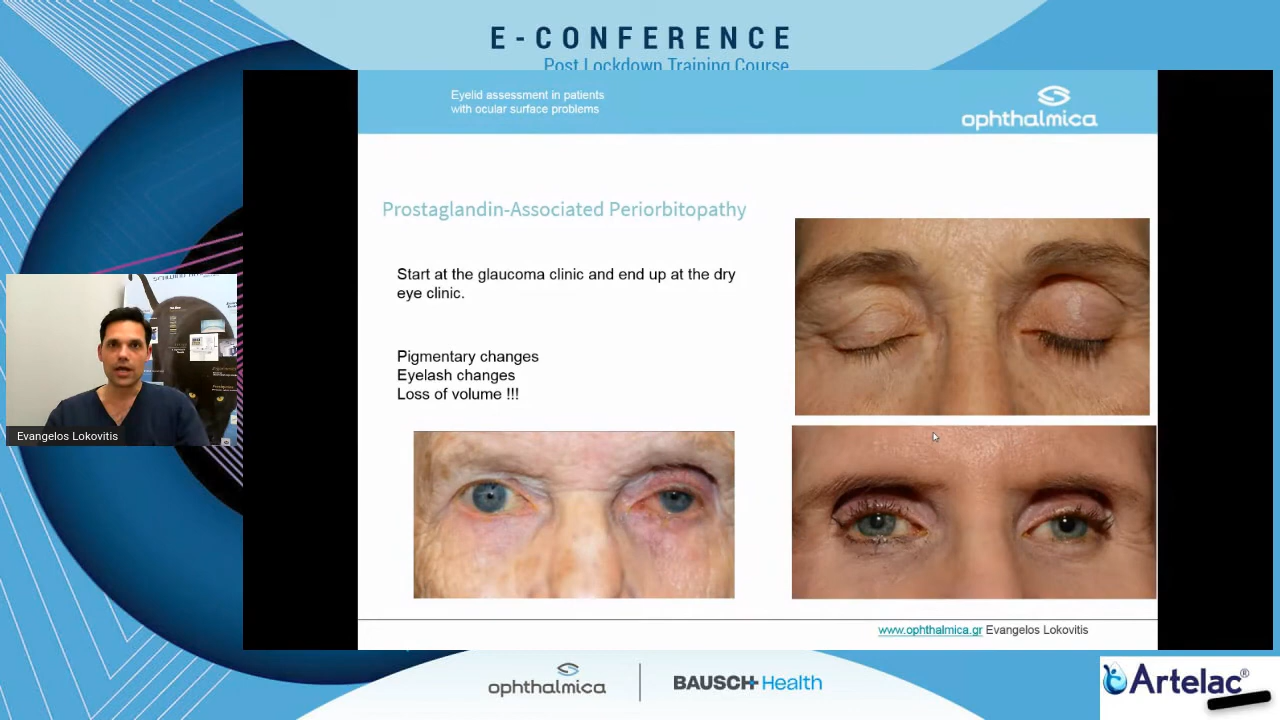 E-CONFERENCE
Post Lockdown Training Course
Eyelid assessment in patients
with ocular surface problems
ophthalmica
Prostaglandin-Associated Periorbitopathy
Start at the glaucoma clinic and end up at the dry
eye clinic.
Pigmentary changes
Eyelash changes
Loss of volume !!!
Evangelos Lokovitis
www.ophthalmica.gr Evangelos Lokovitis
ophthalmica
BAUSCH+Health
Artelac®